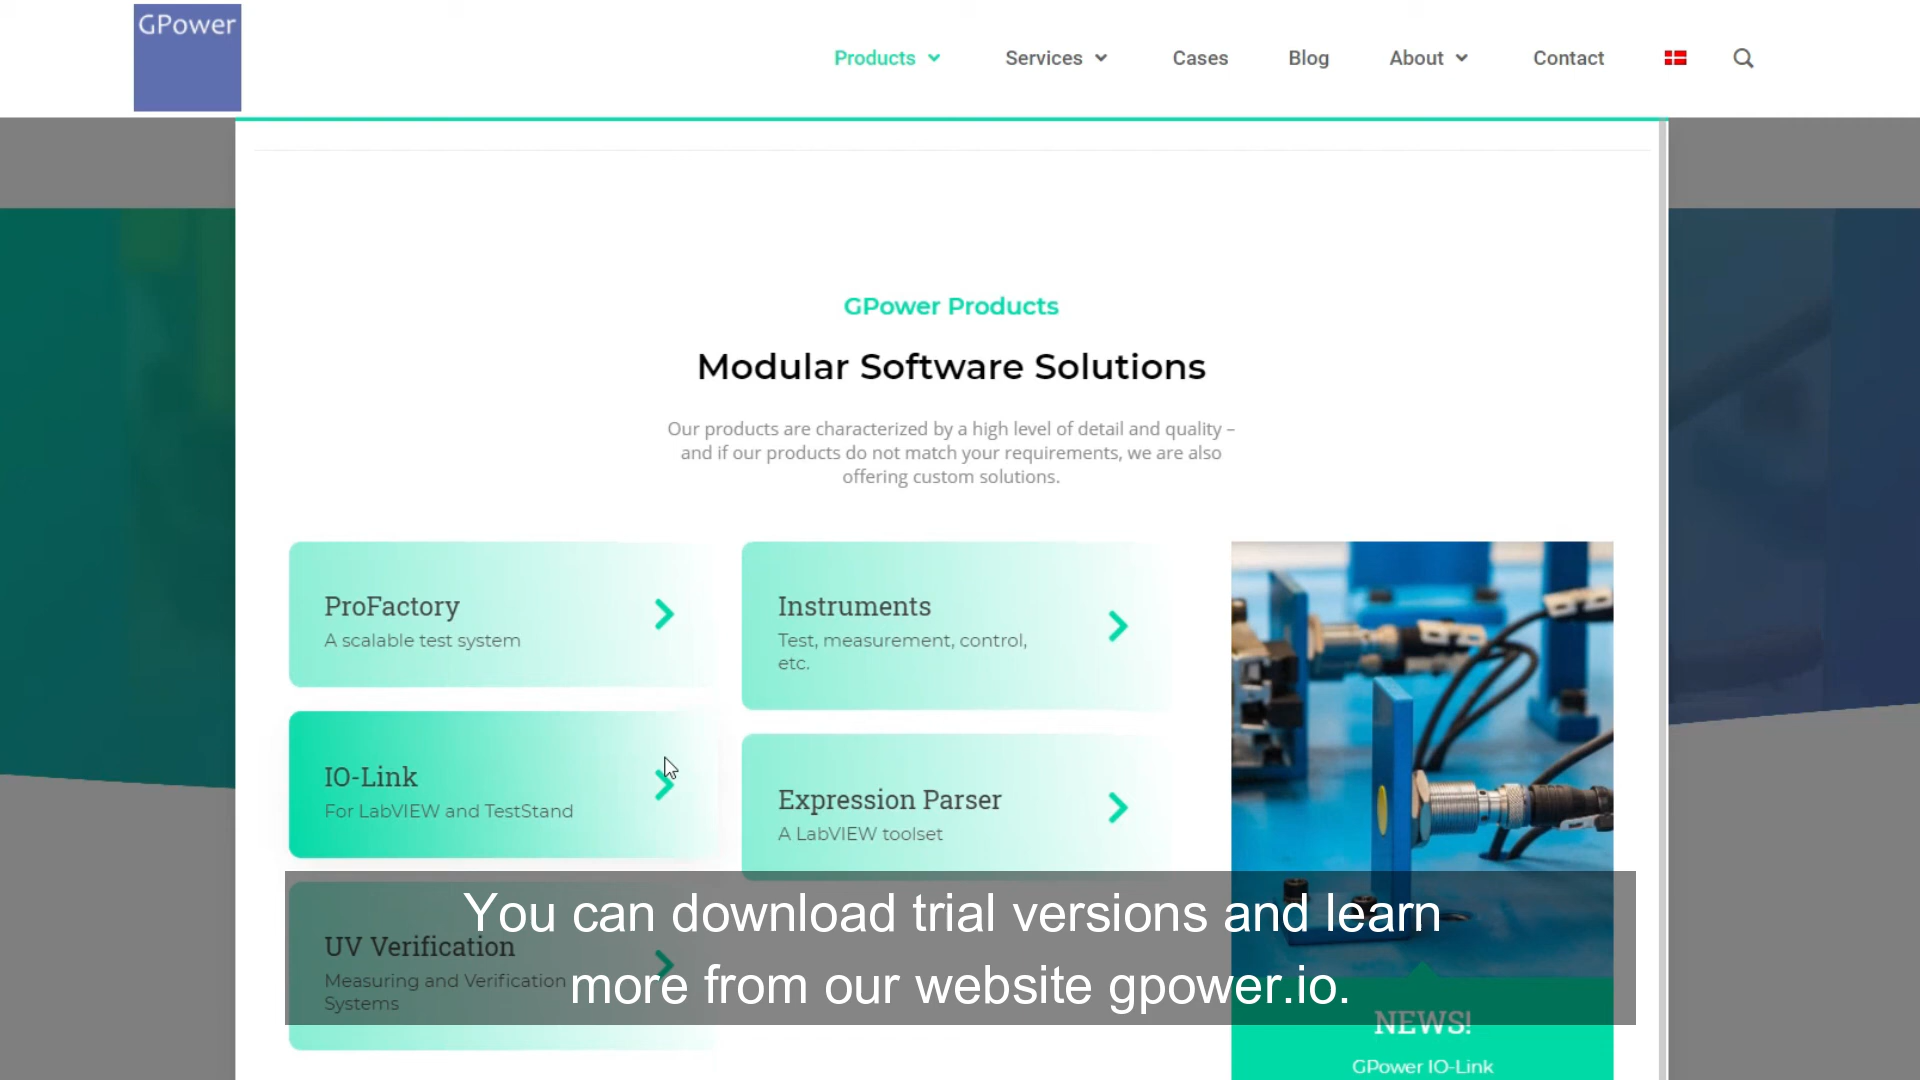 GPower
Products
Services
Cases
Blog
About
Contact
GPower Products
Modular Software Solutions
Our products are characterized by a high level of detail and quality –
and if our products do not match your requirements, we are also
offering custom solutions.
ProFactory
A scalable test system
Instruments
Test, measurement, control,
etc.
IO-Link
For LabVIEW and TestStand
Expression Parser
A LabVIEW toolset
UV Verification
Measuring and Verification
Systems
You can download trial versions and learn
more from our website gpower.io.
NEWS!
GPower IO-Link